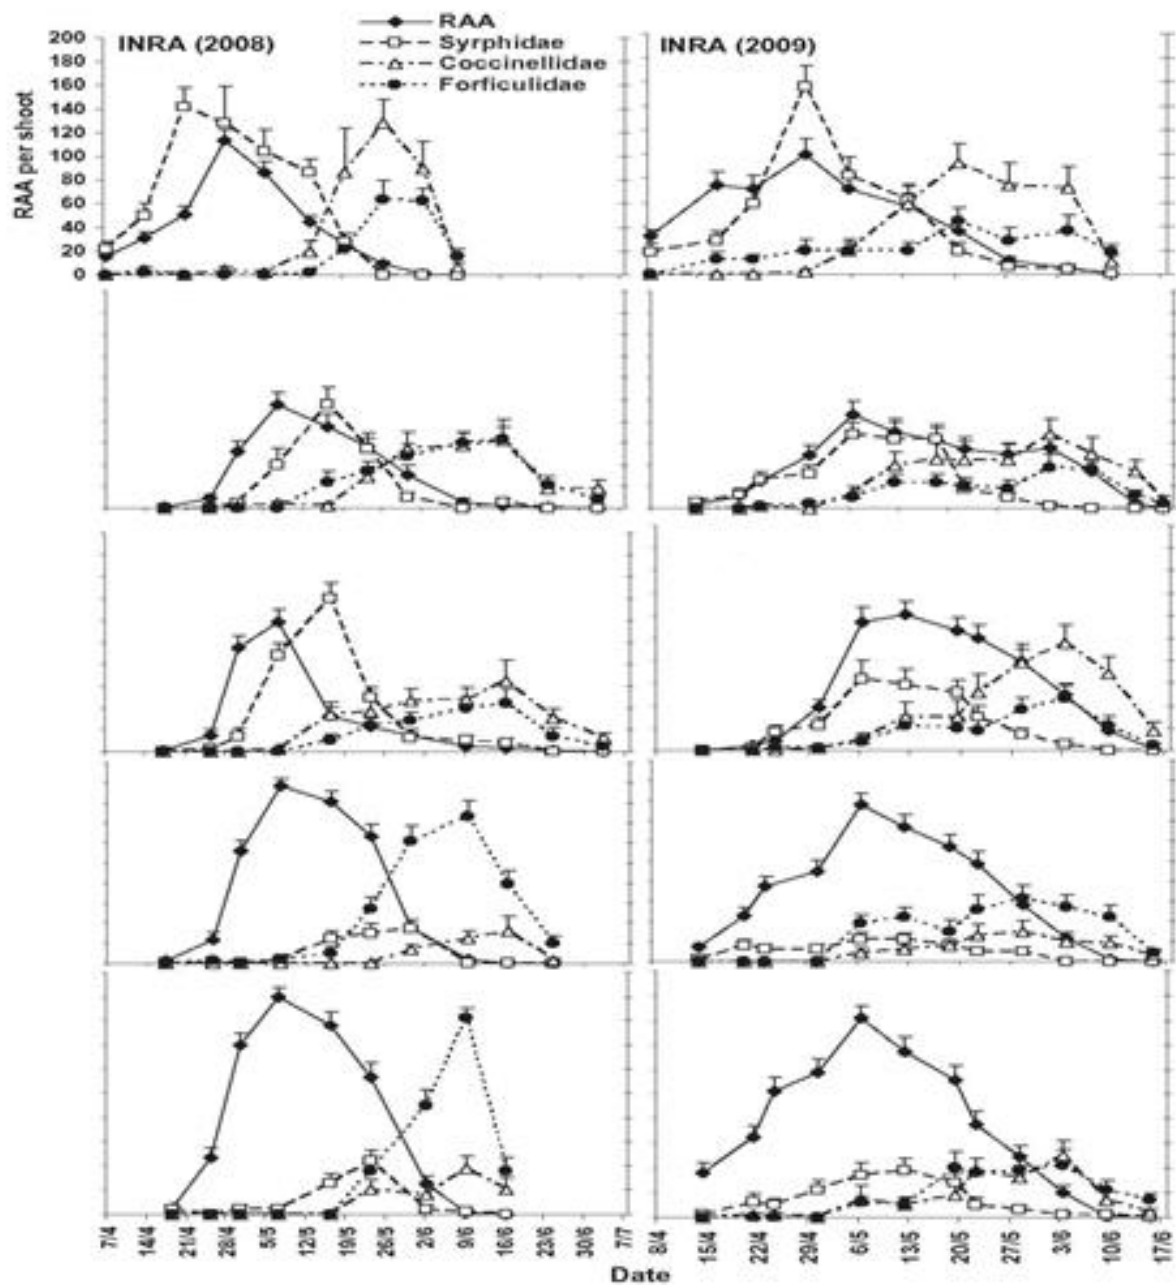 INRA (2008)
RAA
Syrphidae
Coccinellidae
Forficulidae
INRA (2009)
RAA per shoot
200
180
160
140
120
100
80
60
40
20
0
7/4 14/4 21/4 28/4 5/5 12/5 19/5 26/5 2/6 9/6 16/6 23/6 30/6 7/7
8/4 15/4 22/4 29/4 6/5 13/5 20/5 27/5 3/6 10/6 17/6
Date